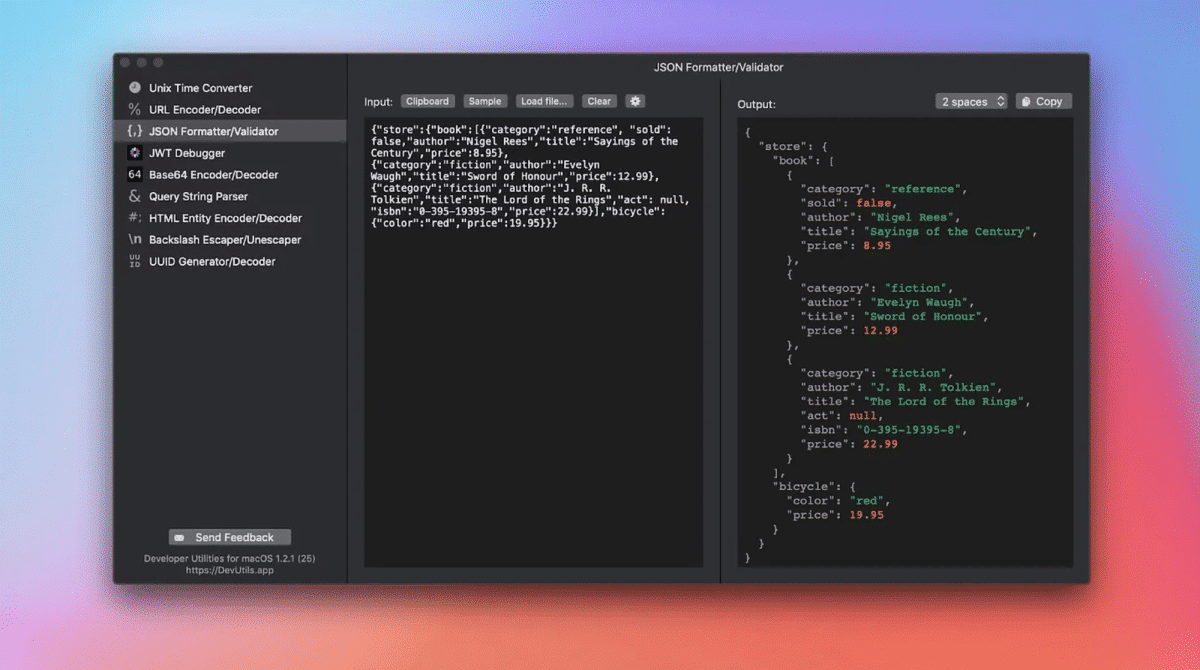 JSON Formatter/Validator
Unix Time Converter
% URL Encoder/Decoder
{,} JSON Formatter/Validator
JWT Debugger
64 Base64 Encoder/Decoder
& Query String Parser
#; HTML Entity Encoder/Decoder
\n Backslash Escaper/Unescaper
UU
ID UUID Generator/Decoder
Send Feedback
Developer Utilities for macOS 1.2.1 (25)
https://DevUtils.app
Input: Clipboard Sample Load file... Clear
{"store":{"book":[{"category":"reference", "sold":
false,"author":"Nigel Rees","title":"Sayings of the
Century","price":8.95},
{"category":"fiction","author":"Evelyn
Waugh","title":"Sword of Honour","price":12.99},
{"category":"fiction","author":"J. R. R.
Tolkien","title":"The Lord of the Rings","act": null,
"isbn":"0-395-19395-8","price":22.99}],"bicycle":
{"color":"red","price":19.95}}}
Output: 2 spaces Copy
{
  "store": {
    "book": [
      {
        "category": "reference",
        "sold": false,
        "author": "Nigel Rees",
        "title": "Sayings of the Century",
        "price": 8.95
      },
      {
        "category": "fiction",
        "author": "Evelyn Waugh",
        "title": "Sword of Honour",
        "price": 12.99
      },
      {
        "category": "fiction",
        "author": "J. R. R. Tolkien",
        "title": "The Lord of the Rings",
        "act": null,
        "isbn": "0-395-19395-8",
        "price": 22.99
      }
    ],
    "bicycle": {
      "color": "red",
      "price": 19.95
    }
  }
}